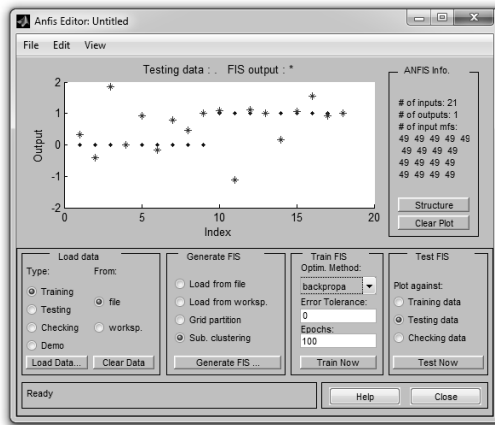 Anfis Editor: Untitled
File Edit View
Testing data : . FIS output : *
2
1
0
-1
-2
Output
0 5 10 15 20
Index
ANFIS Info.
# of inputs: 21
# of outputs: 1
# of input mfs:
49 49 49 49 49
49 49 49 49
49 49 49 49
49 49 49 49
Structure
Clear Plot
Load data
Type: From:
Training
Testing
Checking
Demo
file
worksp.
Load Data...
Clear Data
Generate FIS
Load from file
Load from worksp.
Grid partition
Sub. clustering
Generate FIS ...
Train FIS
Optim. Method:
backpropa
Error Tolerance:
0
Epochs:
100
Train Now
Test FIS
Plot against:
Training data
Testing data
Checking data
Test Now
Ready
Help
Close